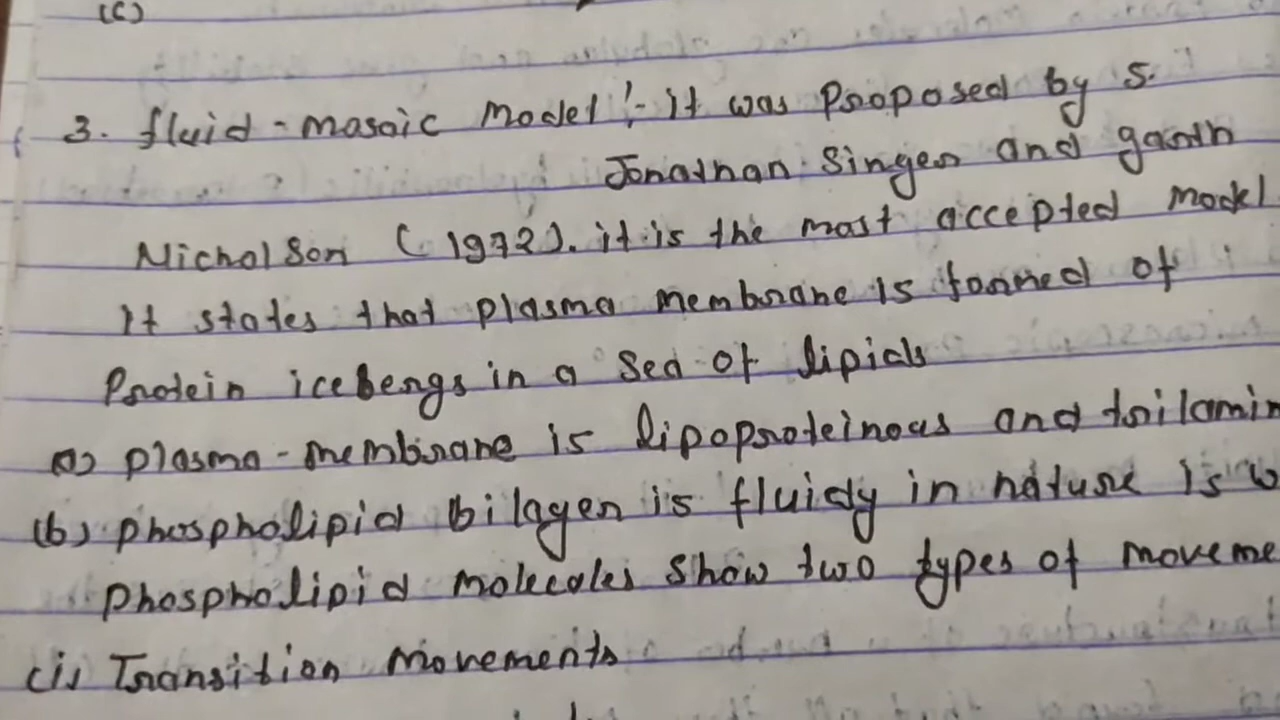 (c)
3. fluid-mosaic Model :- it was Proposed by S.
Jonathan Singer and garth
Nicholson (1972). it is the most accepted model
It states that plasma membrane is formed of
Protein icebergs in a Sea of lipids
(a) plasma-membrane is lipoproteinous and trilamin
(b) phospholipid bilayer is fluidy in nature is w
phospholipid molecules show two types of moveme
(i) Transition Movements